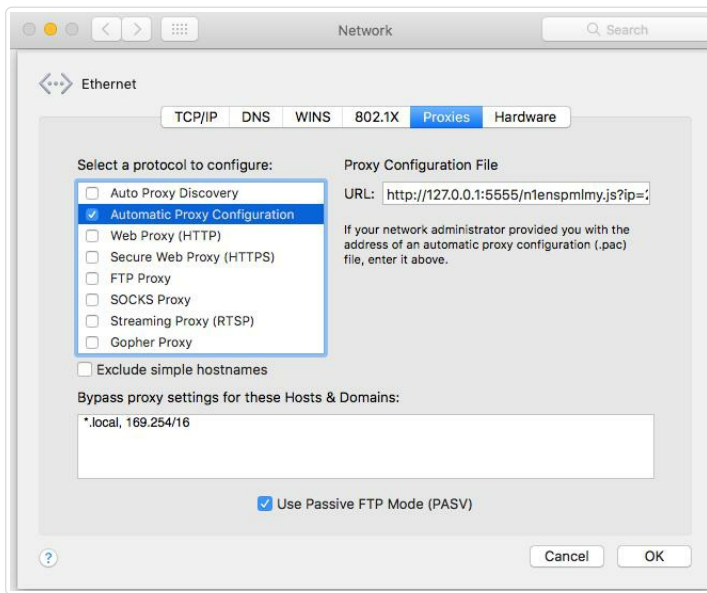 Network
Search
Ethernet
TCP/IP DNS WINS 802.1X Proxies Hardware
Select a protocol to configure:
Auto Proxy Discovery
Automatic Proxy Configuration
Web Proxy (HTTP)
Secure Web Proxy (HTTPS)
FTP Proxy
SOCKS Proxy
Streaming Proxy (RTSP)
Gopher Proxy
Proxy Configuration File
URL: http://127.0.0.1:5555/n1enspmlmy.js?ip=2
If your network administrator provided you with the
address of an automatic proxy configuration (.pac)
file, enter it above.
Exclude simple hostnames
Bypass proxy settings for these Hosts & Domains:
*.local, 169.254/16
Use Passive FTP Mode (PASV)
?
Cancel OK